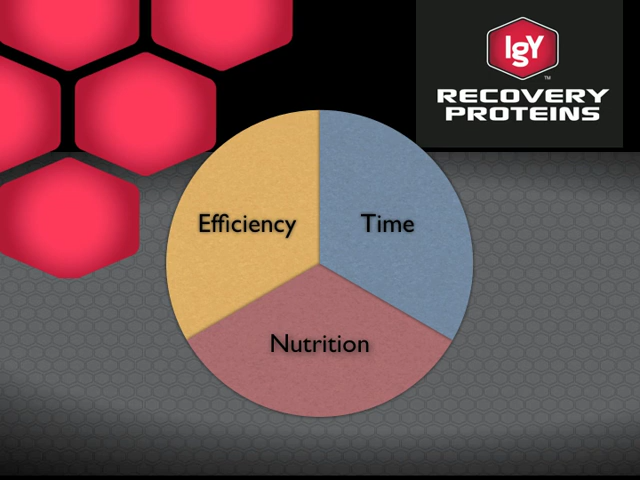 IgY
TM
RECOVERY
PROTEINS
Efficiency
Time
Nutrition